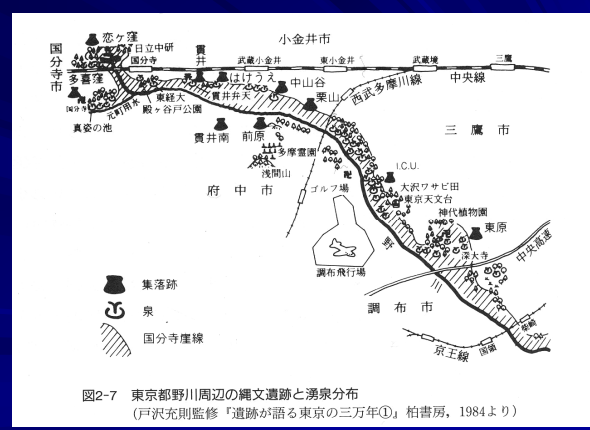 恋ヶ窪
日立中研
国分寺市
多喜窪
国分寺
真姿の池
元町用水
国分寺
東経大
殿ヶ谷戸公園
貫井
はけうえ
貫井弁天
小金井市
武蔵小金井
東小金井
武蔵境
三鷹
中央線
中山谷
栗山
西武多摩川線
三鷹市
貫井南
前原
多摩霊園
浅間山
府中市
ゴルフ場
I.C.U.
大沢ワサビ田
東京天文台
神代植物園
東原
深大寺
中央高速
野
川
調布飛行場
調布市
京王線
国領
柴崎
集落跡
泉
国分寺崖線
図2-7 東京都野川周辺の縄文遺跡と湧泉分布
(戸沢充則監修『遺跡が語る東京の三万年①』柏書房,1984より)